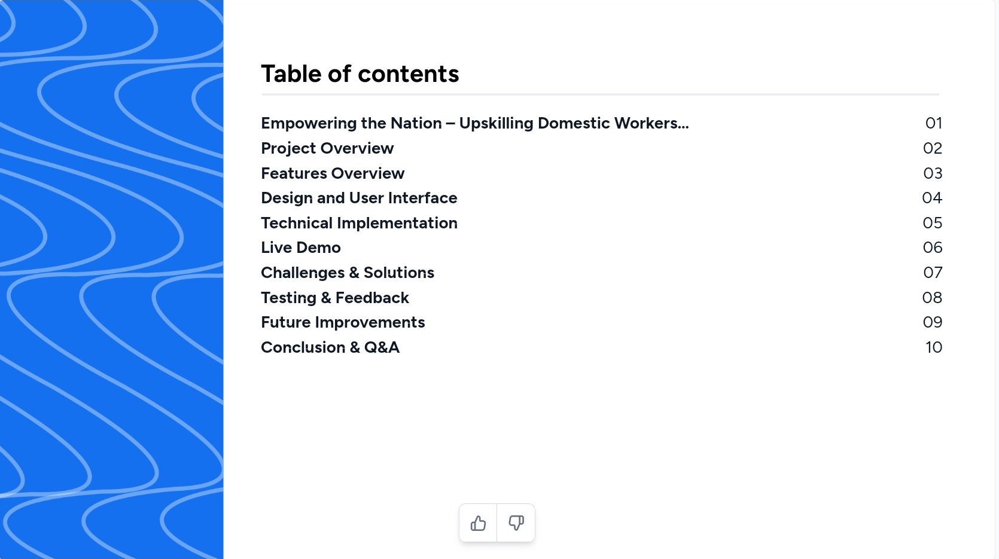 Table of contents
Empowering the Nation – Upskilling Domestic Workers... 01
Project Overview 02
Features Overview 03
Design and User Interface 04
Technical Implementation 05
Live Demo 06
Challenges & Solutions 07
Testing & Feedback 08
Future Improvements 09
Conclusion & Q&A 10